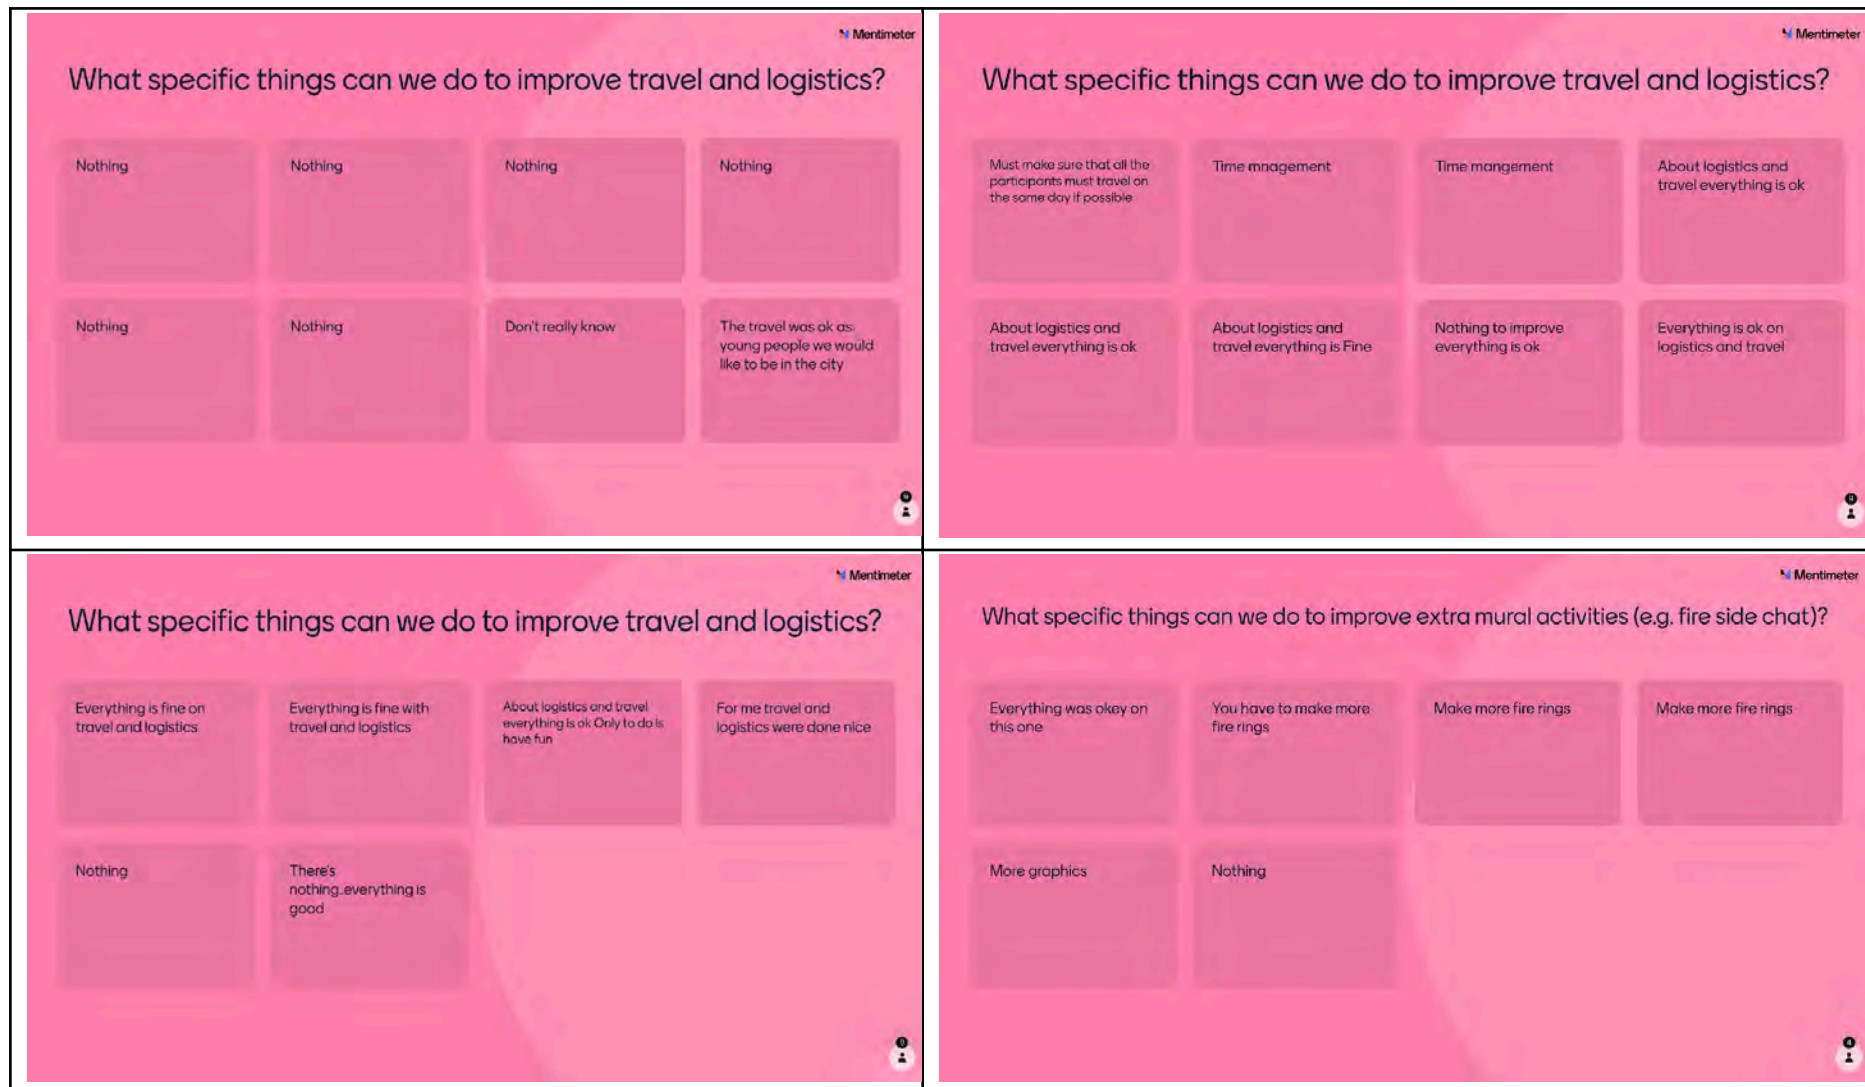 Mentimeter
What specific things can we do to improve travel and logistics?
Nothing
Nothing
Nothing
Nothing
Nothing
Nothing
Don't really know
The travel was ok as
young people we would
like to be in the city
9
Mentimeter
What specific things can we do to improve travel and logistics?
Must make sure that all the
participants must travel on
the same day if possible
Time mnagement
Time mangement
About logistics and
travel everything is ok
About logistics and
travel everything is ok
About logistics and
travel everything is Fine
Nothing to improve
everything is ok
Everything is ok on
logistics and travel
9
Mentimeter
What specific things can we do to improve travel and logistics?
Everything is fine on
travel and logistics
Everything is fine with
travel and logistics
About logistics and travel
everything is ok Only to do is
have fun
For me travel and
logistics were done nice
Nothing
There's
nothing..everything is
good
9
Mentimeter
What specific things can we do to improve extra mural activities (e.g. fire side chat)?
Everything was okey on
this one
You have to make more
fire rings
Make more fire rings
Make more fire rings
More graphics
Nothing
4